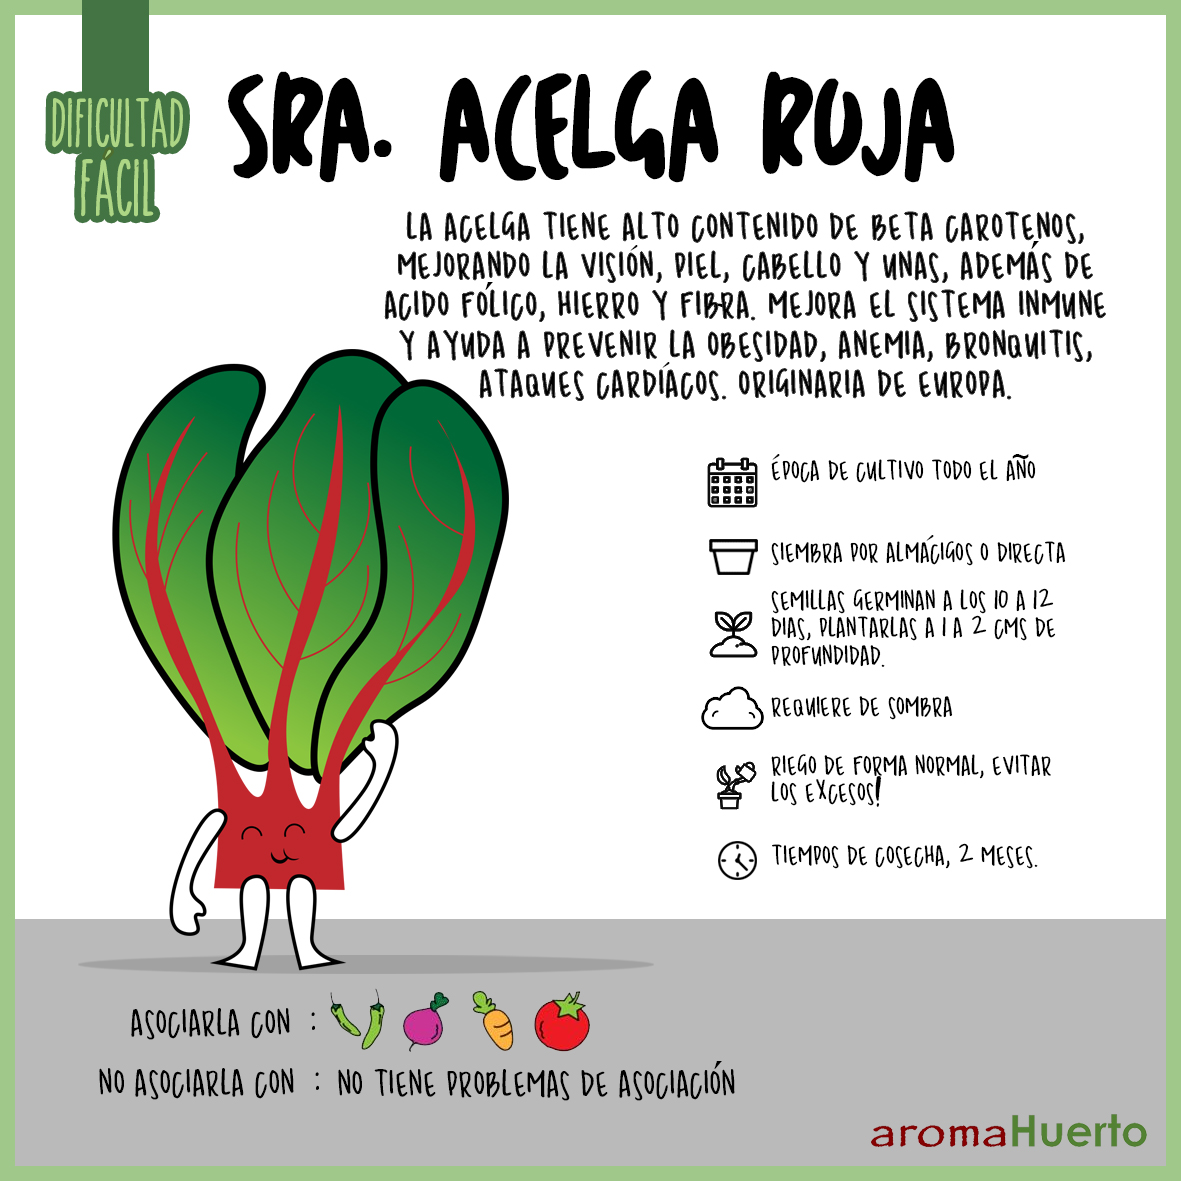 DIFICULTAD
FÁCIL
SRA. ACELGA ROJA
LA ACELGA TIENE ALTO CONTENIDO DE BETA CAROTENOS,
MEJORANDO LA VISIÓN, PIEL, CABELLO Y UNAS, ADEMÁS DE
ACIDO FÓLICO, HIERRO Y FIBRA. MEJORA EL SISTEMA INMUNE
Y AYUDA A PREVENIR LA OBESIDAD, ANEMIA, BRONQUITIS,
ATAQUES CARDÍACOS. ORIGINARIA DE EUROPA.
ÉPOCA DE CULTIVO TODO EL AÑO
SIEMBRA POR ALMÁCIGOS O DIRECTA
SEMILLAS GERMINAN A LOS 10 A 12
DIAS, PLANTARLAS A 1 A 2 CMS DE
PROFUNDIDAD.
REQUIERE DE SOMBRA
RIEGO DE FORMA NORMAL, EVITAR
LOS EXCESOS!
TIEMPOS DE COSECHA, 2 MESES.
ASOCIARLA CON :
NO ASOCIARLA CON : NO TIENE PROBLEMAS DE ASOCIACIÓN
aromaHuerto